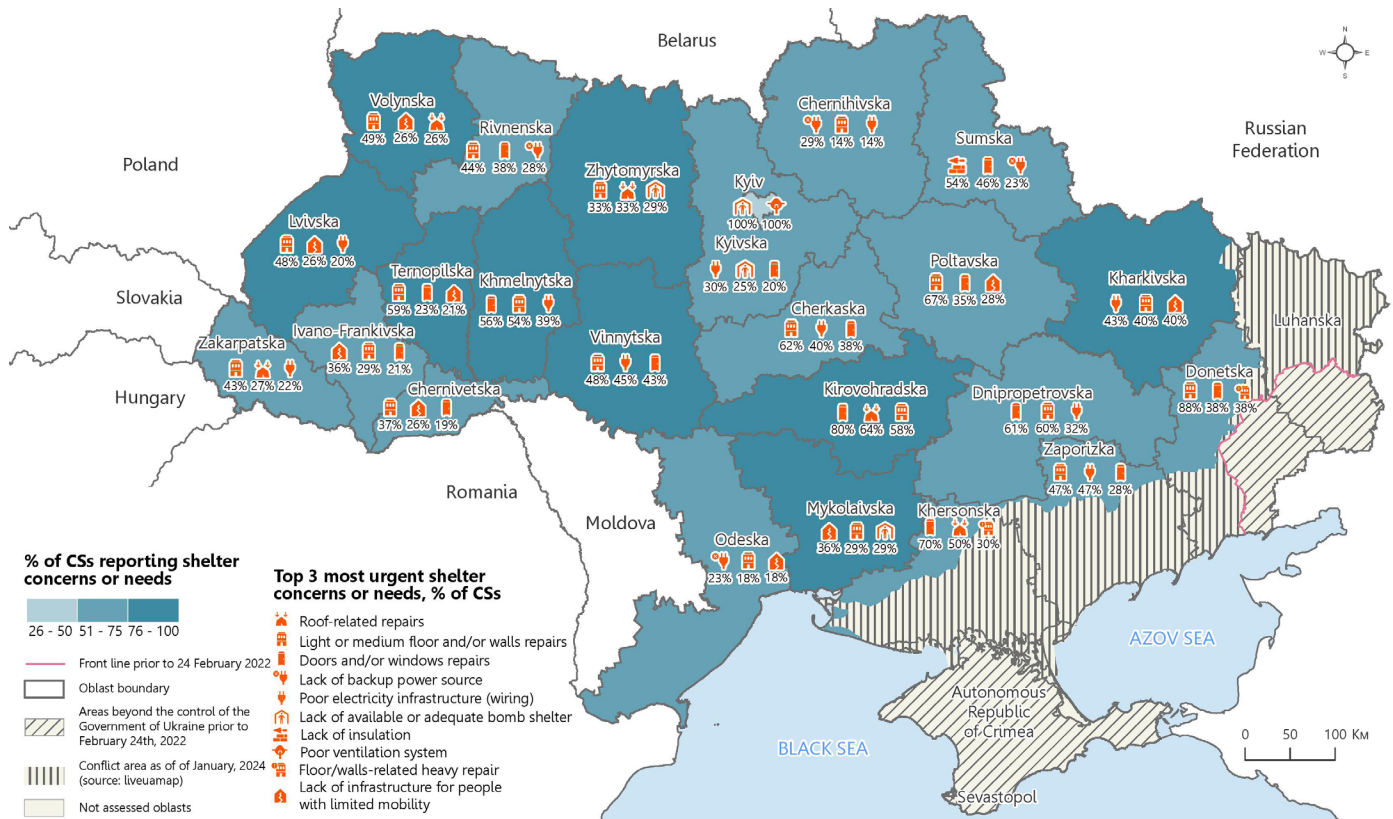 Belarus
N
W E
S
Russian
Federation
Poland
Slovakia
Hungary
Romania
Moldova
Volynska
49% 26% 26%
Rivnenska
44% 38% 28%
Zhytomyrska
33% 33% 29%
Chernihivska
29% 14% 14%
Sumska
54% 46% 23%
Kyiv
100% 100%
Kyivska
30% 25% 20%
Lvivska
48% 26% 20%
Ternopilska
59% 23% 21%
Khmelnytska
56% 54% 39%
Poltavska
67% 35% 28%
Kharkivska
43% 40% 40%
Luhanska
Cherkaska
62% 40% 38%
Vinnytska
48% 45% 43%
Ivano-Frankivska
36% 29% 21%
Zakarpatska
43% 27% 22%
Chernivetska
37% 26% 19%
Kirovohradska
80% 64% 58%
Dnipropetrovska
61% 60% 32%
Donetska
88% 38% 38%
Zaporizka
47% 47% 28%
Mykolaivska
36% 29% 29%
Khersonska
70% 50% 30%
Odeska
23% 18% 18%
AZOV SEA
BLACK SEA
Autonomous
Republic
of Crimea
Sevastopol
0 50 100 Км
% of CSs reporting shelter
concerns or needs
26 - 50 51 - 75 76 - 100
Front line prior to 24 February 2022
Oblast boundary
Areas beyond the control of the
Government of Ukraine prior to
February 24th, 2022
Conflict area as of of January, 2024
(source: liveuamap)
Not assessed oblasts
Top 3 most urgent shelter
concerns or needs, % of CSs
Roof-related repairs
Light or medium floor and/or walls repairs
Doors and/or windows repairs
Lack of backup power source
Poor electricity infrastructure (wiring)
Lack of available or adequate bomb shelter
Lack of insulation
Poor ventilation system
Floor/walls-related heavy repair
Lack of infrastructure for people
with limited mobility